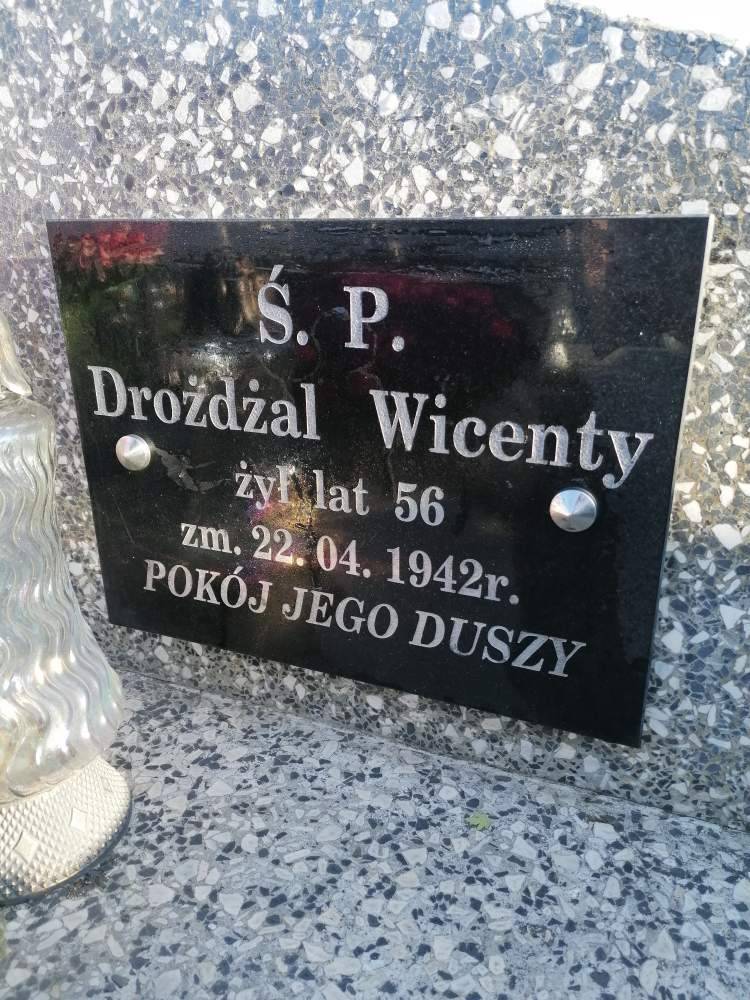 Ś. P.
Drożdżal Wicenty
żył lat 56
zm. 22. 04. 1942r.
POKÓJ JEGO DUSZY